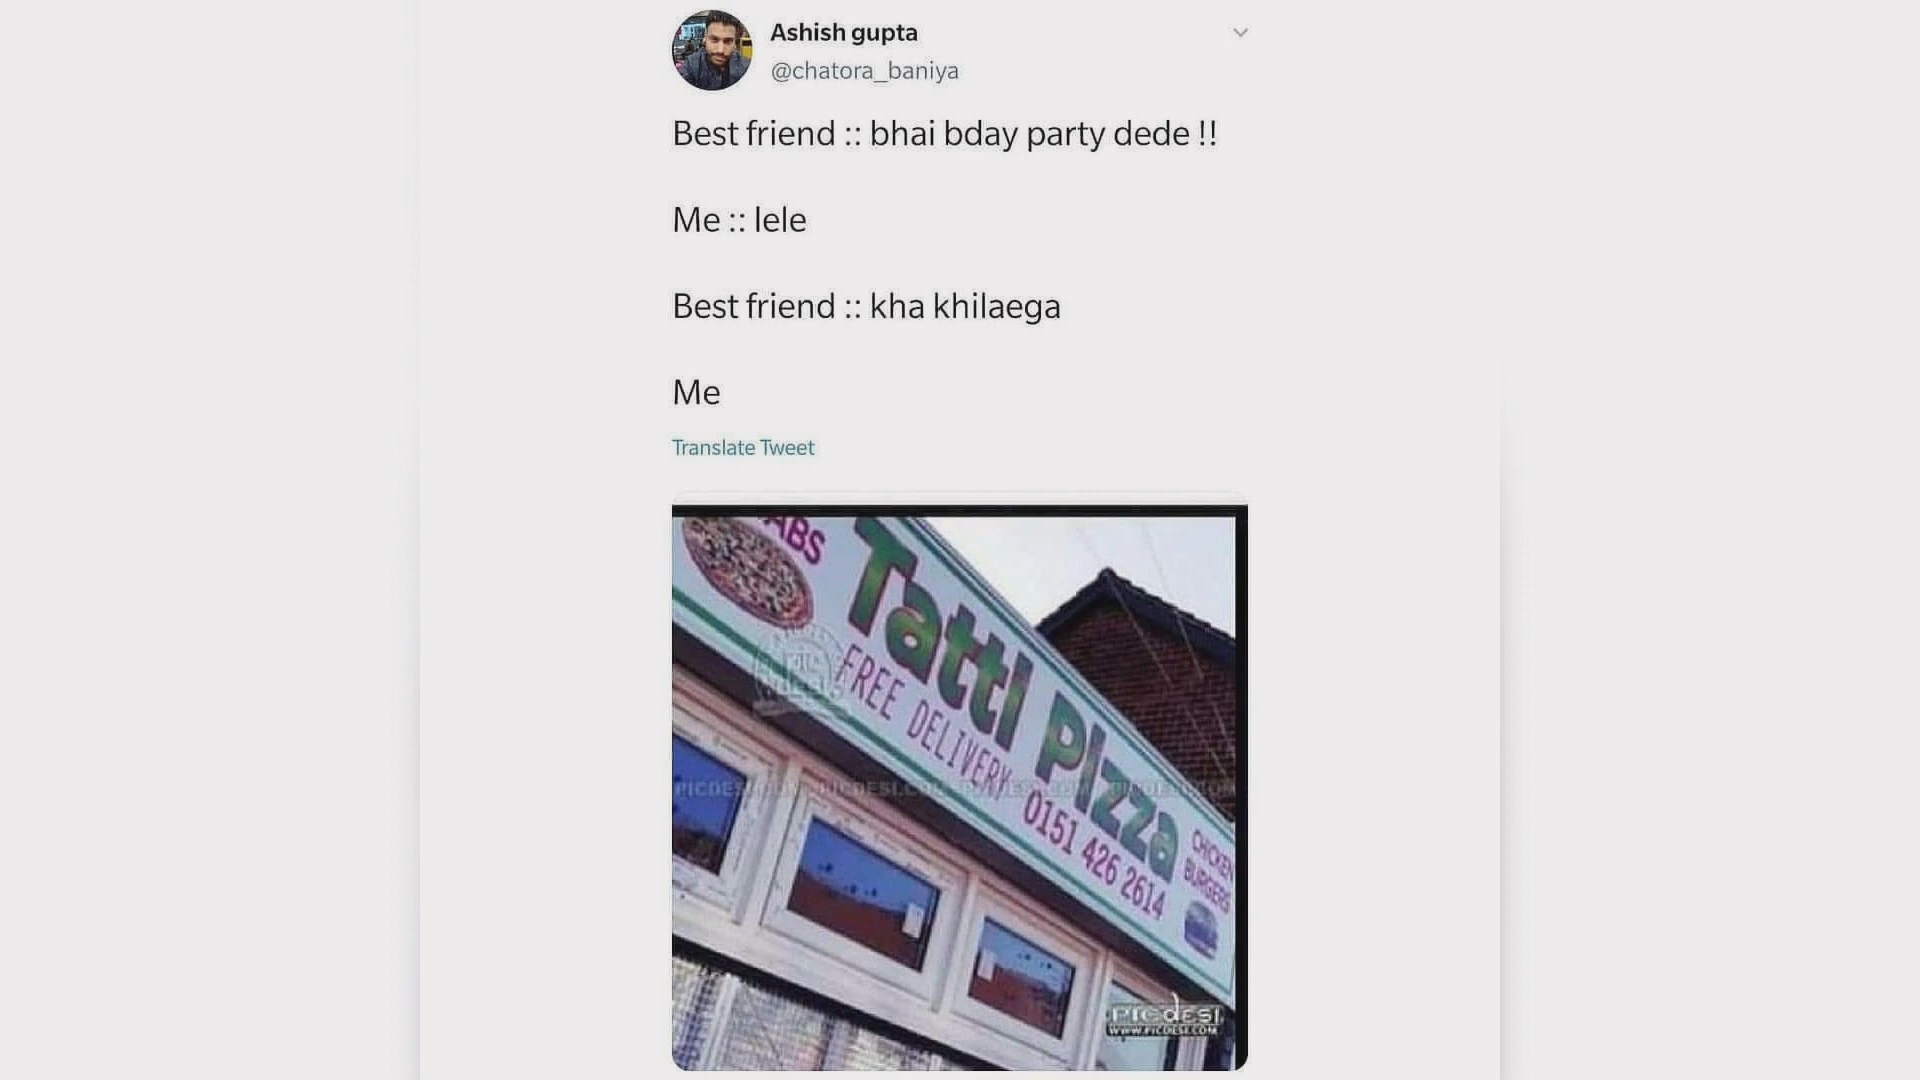 Ashish gupta
@chatora_baniya
Best friend :: bhai bday party dede !!
Me :: lele
Best friend :: kha khilaega
Me
Translate Tweet
ABS
TattI PIzza
FREE DELIVERY 0151 426 2614
CHICKEN
BURGERS
PICDESI
WWW.PICDESI.COM